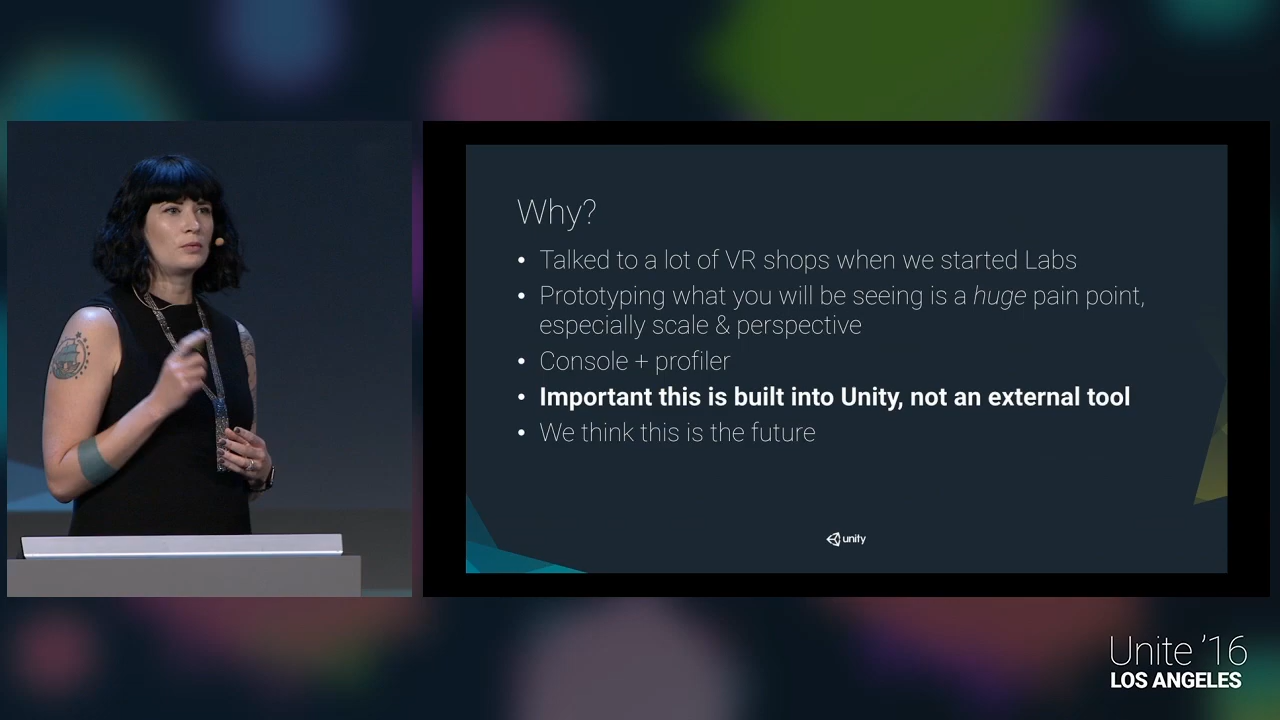 Why?
• Talked to a lot of VR shops when we started Labs
• Prototyping what you will be seeing is a huge pain point,
especially scale & perspective
• Console + profiler
• Important this is built into Unity, not an external tool
• We think this is the future
unity
Unite '16
LOS ANGELES